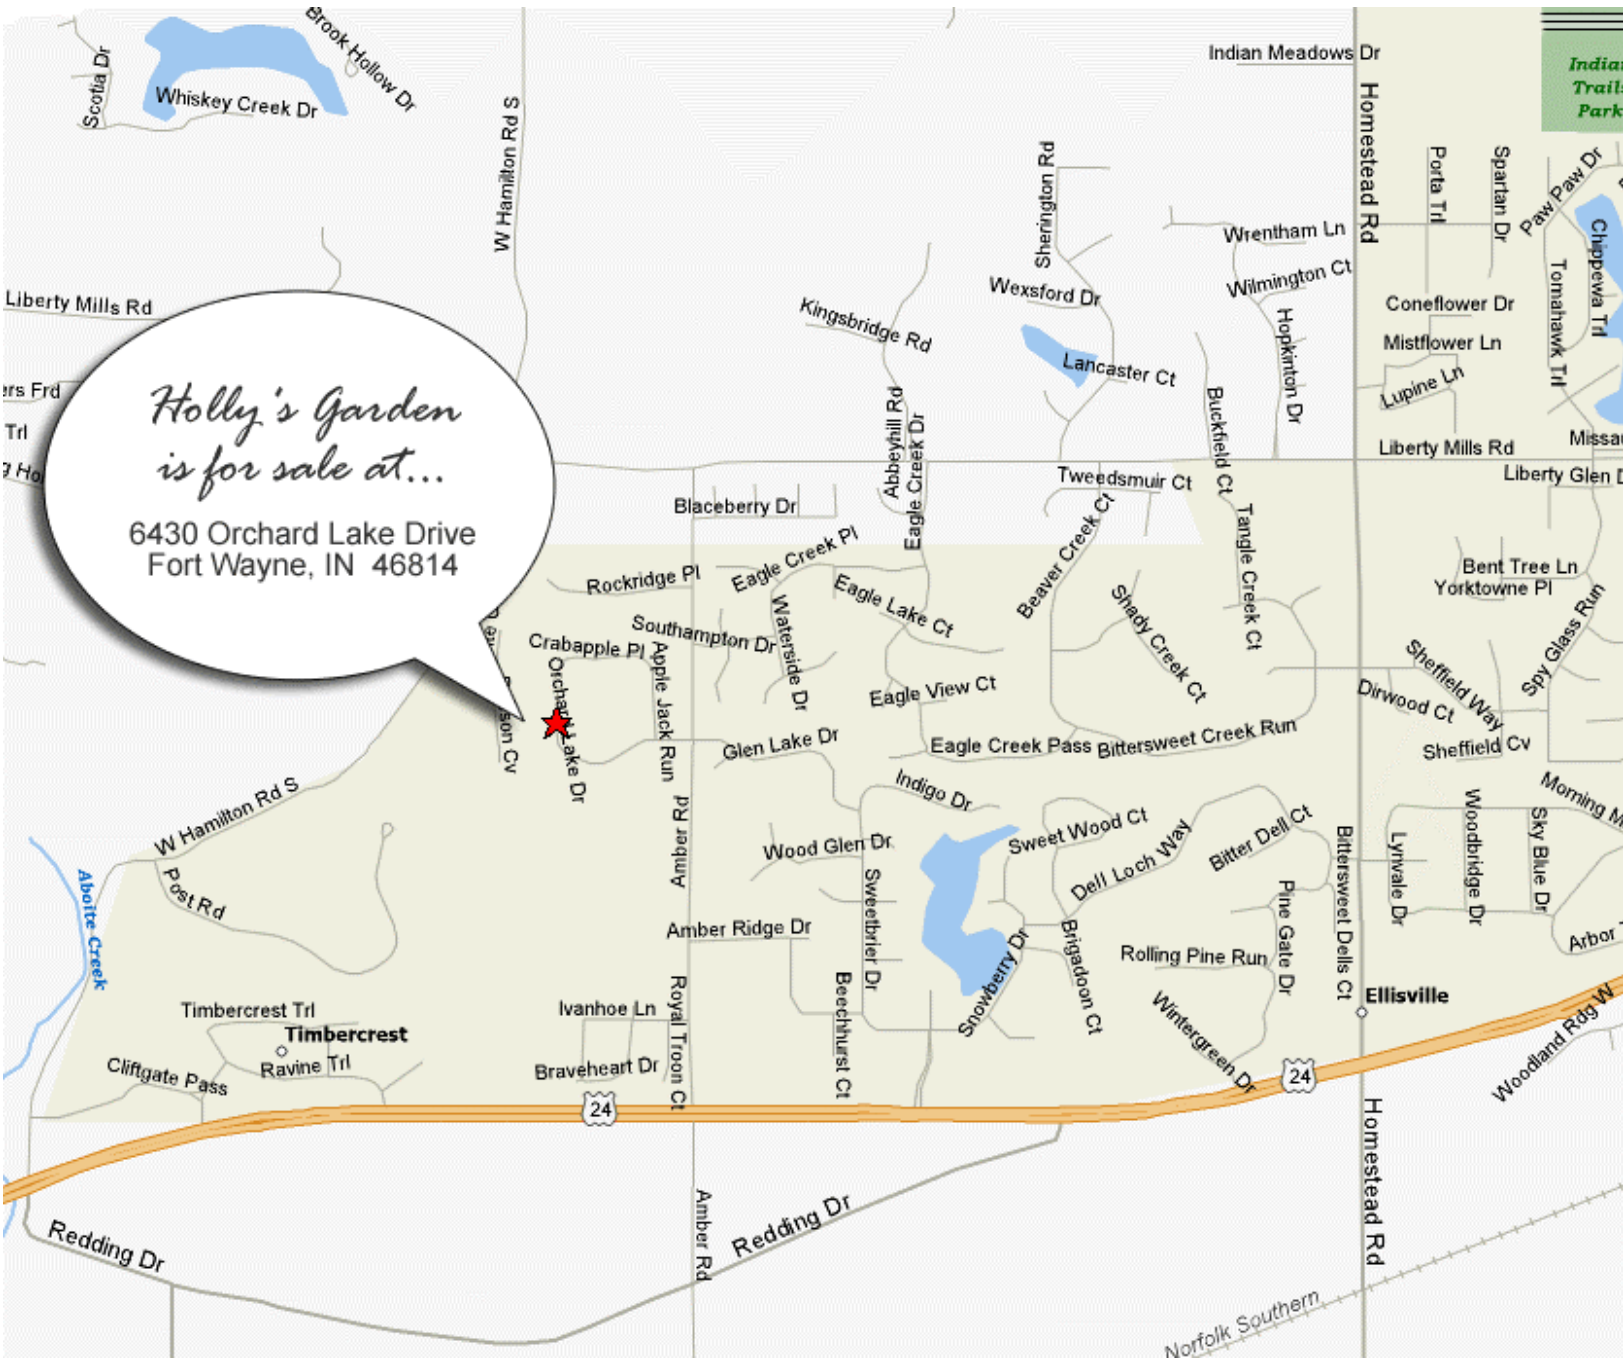 Brook Hollow Dr
Scotia Dr
Whiskey Creek Dr
W Hamilton Rd S
Indian Meadows Dr
Homestead Rd
Trails
Park
Sherington Rd
Porta Trl
Spartan Dr
Paw Paw Dr
Chippewa Trl
Tomahawk Trl
Wrentham Ln
Wilmington Ct
Wexsford Dr
Hopkinton Dr
Coneflower Dr
Mistflower Ln
Lupine Ln
Liberty Mills Rd
Kingsbridge Rd
Lancaster Ct
Abbeyhill Rd
Eagle Creek Dr
Buckfield Ct
Liberty Mills Rd
Frd
Trl
Holly's Garden
is for sale at...
6430 Orchard Lake Drive
Fort Wayne, IN 46814
Tweedsmuir Ct
Liberty Glen
Blaceberry Dr
Beaver Creek Ct
Tangle Creek Ct
Eagle Creek Pl
Rockridge Pl
Eagle Lake Ct
Shady Creek Ct
Bent Tree Ln
Yorktowne Pl
Spy Glass Run
Waterside Dr
Southampton Dr
Crabapple Pl
Apple Jack Run
Orchard Lake Dr
Cv
Eagle View Ct
Sheffield Way
Dirwood Ct
Sheffield Cv
Glen Lake Dr
Eagle Creek Pass
Bittersweet Creek Run
Indigo Dr
Morning
W Hamilton Rd S
Amber Rd
Wood Glen Dr
Sweet Wood Ct
Dell Loch Way
Bitter Dell Ct
Bittersweet Dells Ct
Lynvale Dr
Woodbridge Dr
Sky Blue Dr
Post Rd
Aboite Creek
Sweetbrier Dr
Pine Gate Dr
Amber Ridge Dr
Brigadoon Ct
Snowberry Dr
Rolling Pine Run
Arbor
Wintergreen Dr
Beechhurst Ct
Royal Troon Ct
Ivanhoe Ln
Braveheart Dr
Timbercrest Trl
Timbercrest
Ravine Trl
Cliftgate Pass
Ellisville
Woodland Rdg W
24
24
Homestead Rd
Amber Rd
Redding Dr
Redding Dr
Norfolk Southern